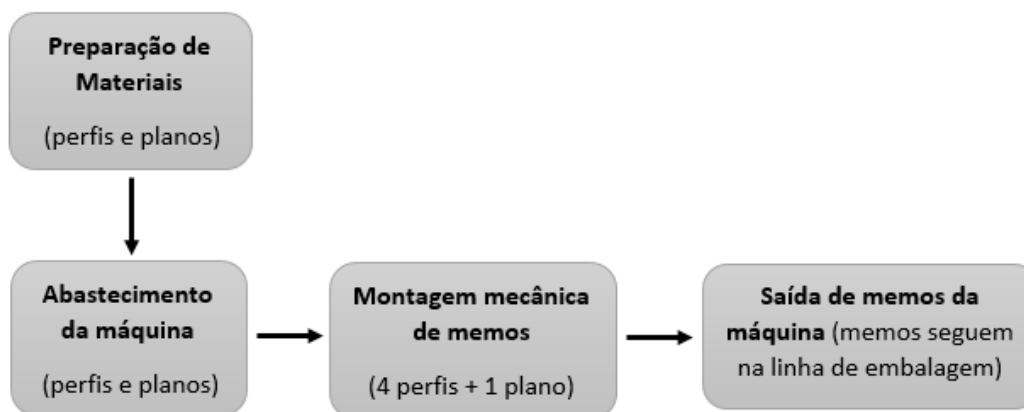 Preparação de
Materiais
(perfis e planos)
Abastecimento
da máquina
(perfis e planos)
Montagem mecânica
de memos
(4 perfis + 1 plano)
Saída de memos da
máquina (memos seguem
na linha de embalagem)